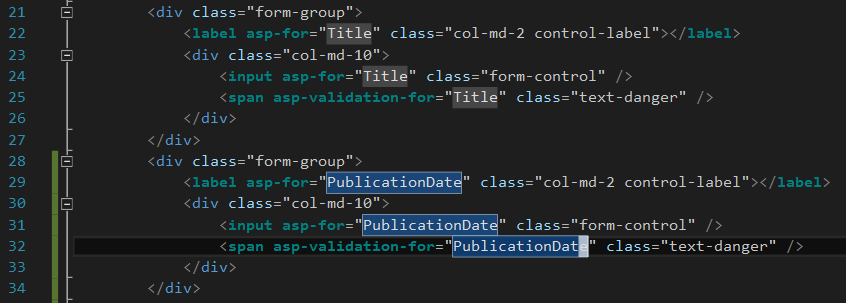 21 <div class="form-group">
22 <label asp-for="Title" class="col-md-2 control-label"></label>
23 <div class="col-md-10">
24 <input asp-for="Title" class="form-control" />
25 <span asp-validation-for="Title" class="text-danger" />
26 </div>
27 </div>
28 <div class="form-group">
29 <label asp-for="PublicationDate" class="col-md-2 control-label"></label>
30 <div class="col-md-10">
31 <input asp-for="PublicationDate" class="form-control" />
32 <span asp-validation-for="PublicationDate" class="text-danger" />
33 </div>
34 </div>